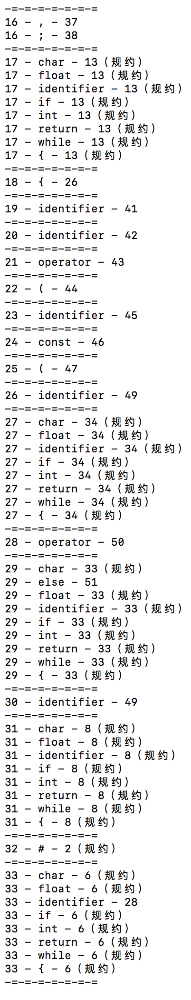 -=-=-=-=-=-=-=
16 - , - 37
16 - ; - 38
-=-=-=-=-=-=-=
17 - char - 13(规约)
17 - float - 13(规约)
17 - identifier - 13(规约)
17 - if - 13(规约)
17 - int - 13(规约)
17 - return - 13(规约)
17 - while - 13(规约)
17 - { - 13(规约)
-=-=-=-=-=-=-=
18 - { - 26
-=-=-=-=-=-=-=
19 - identifier - 41
-=-=-=-=-=-=-=
20 - identifier - 42
-=-=-=-=-=-=-=
21 - operator - 43
-=-=-=-=-=-=-=
22 - ( - 44
-=-=-=-=-=-=-=
23 - identifier - 45
-=-=-=-=-=-=-=
24 - const - 46
-=-=-=-=-=-=-=
25 - ( - 47
-=-=-=-=-=-=-=
26 - identifier - 49
-=-=-=-=-=-=-=
27 - char - 34(规约)
27 - float - 34(规约)
27 - identifier - 34(规约)
27 - if - 34(规约)
27 - int - 34(规约)
27 - return - 34(规约)
27 - while - 34(规约)
27 - { - 34(规约)
-=-=-=-=-=-=-=
28 - operator - 50
-=-=-=-=-=-=-=
29 - char - 33(规约)
29 - else - 51
29 - float - 33(规约)
29 - identifier - 33(规约)
29 - if - 33(规约)
29 - int - 33(规约)
29 - return - 33(规约)
29 - while - 33(规约)
29 - { - 33(规约)
-=-=-=-=-=-=-=
30 - identifier - 49
-=-=-=-=-=-=-=
31 - char - 8(规约)
31 - float - 8(规约)
31 - identifier - 8(规约)
31 - if - 8(规约)
31 - int - 8(规约)
31 - return - 8(规约)
31 - while - 8(规约)
31 - { - 8(规约)
-=-=-=-=-=-=-=
32 - # - 2(规约)
-=-=-=-=-=-=-=
33 - char - 6(规约)
33 - float - 6(规约)
33 - identifier - 28
33 - if - 6(规约)
33 - int - 6(规约)
33 - return - 6(规约)
33 - while - 6(规约)
33 - { - 6(规约)
-=-=-=-=-=-=-=